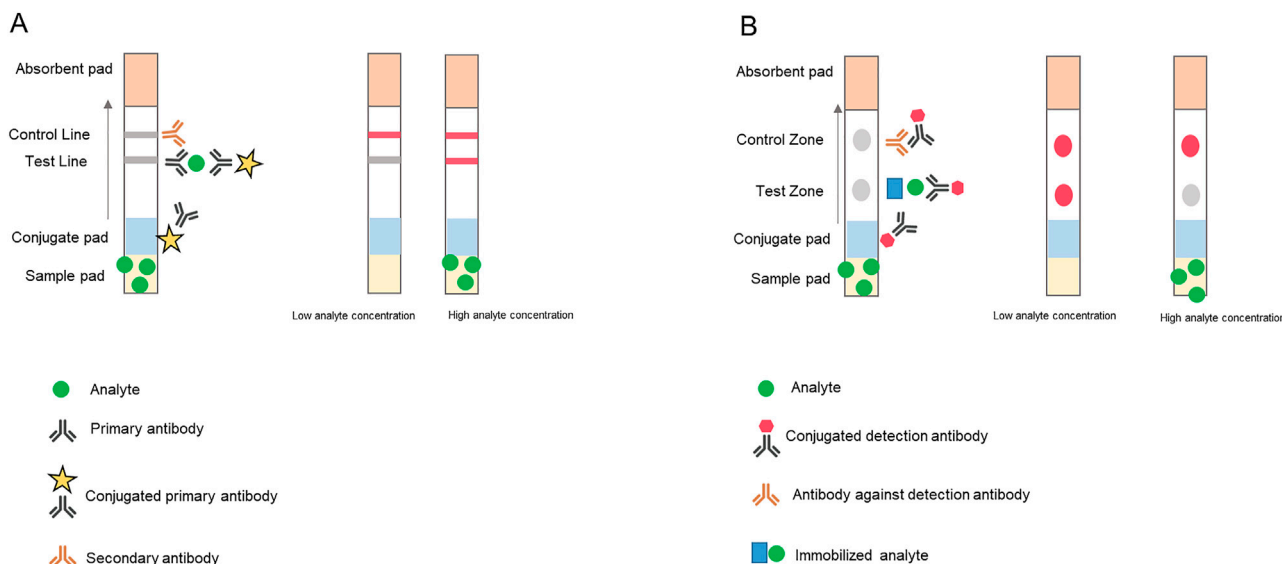 A
Absorbent pad
Control Line
Test Line
Conjugate pad
Sample pad
Low analyte concentration
High analyte concentration
Analyte
Primary antibody
Conjugated primary antibody
Secondary antibody
B
Absorbent pad
Control Zone
Test Zone
Conjugate pad
Sample pad
Low analyte concentration
High analyte concentration
Analyte
Conjugated detection antibody
Antibody against detection antibody
Immobilized analyte